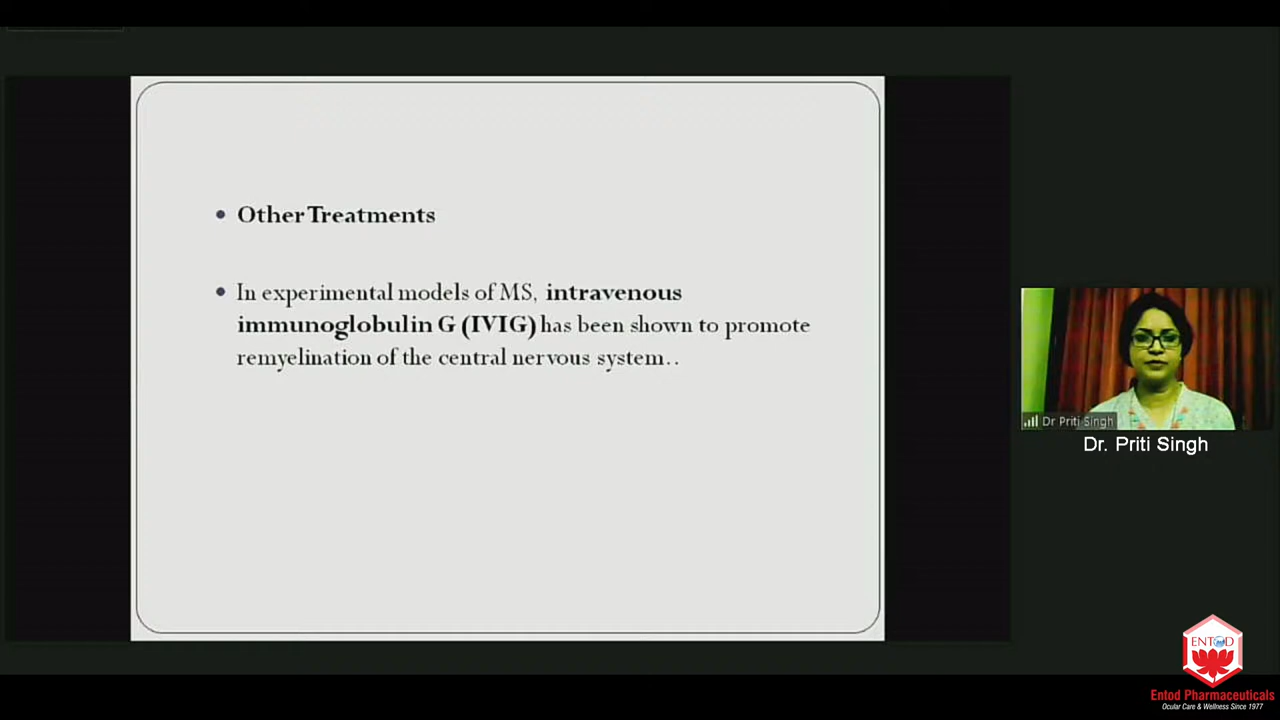 Other Treatments
In experimental models of MS, intravenous
immunoglobulin G (IVIG) has been shown to promote
remyelination of the central nervous system..
Dr Priti Singh
Dr. Priti Singh
ENTOD
Entod Pharmaceuticals
Ocular Care & Wellness Since 1977